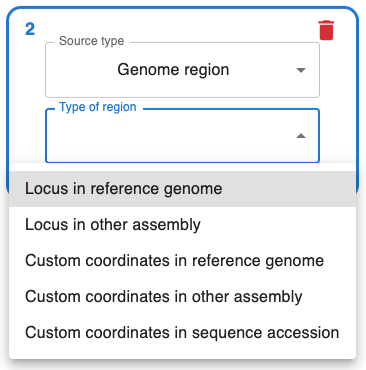 2
Source type
Genome region
Type of region
Locus in reference genome
Locus in other assembly
Custom coordinates in reference genome
Custom coordinates in other assembly
Custom coordinates in sequence accession